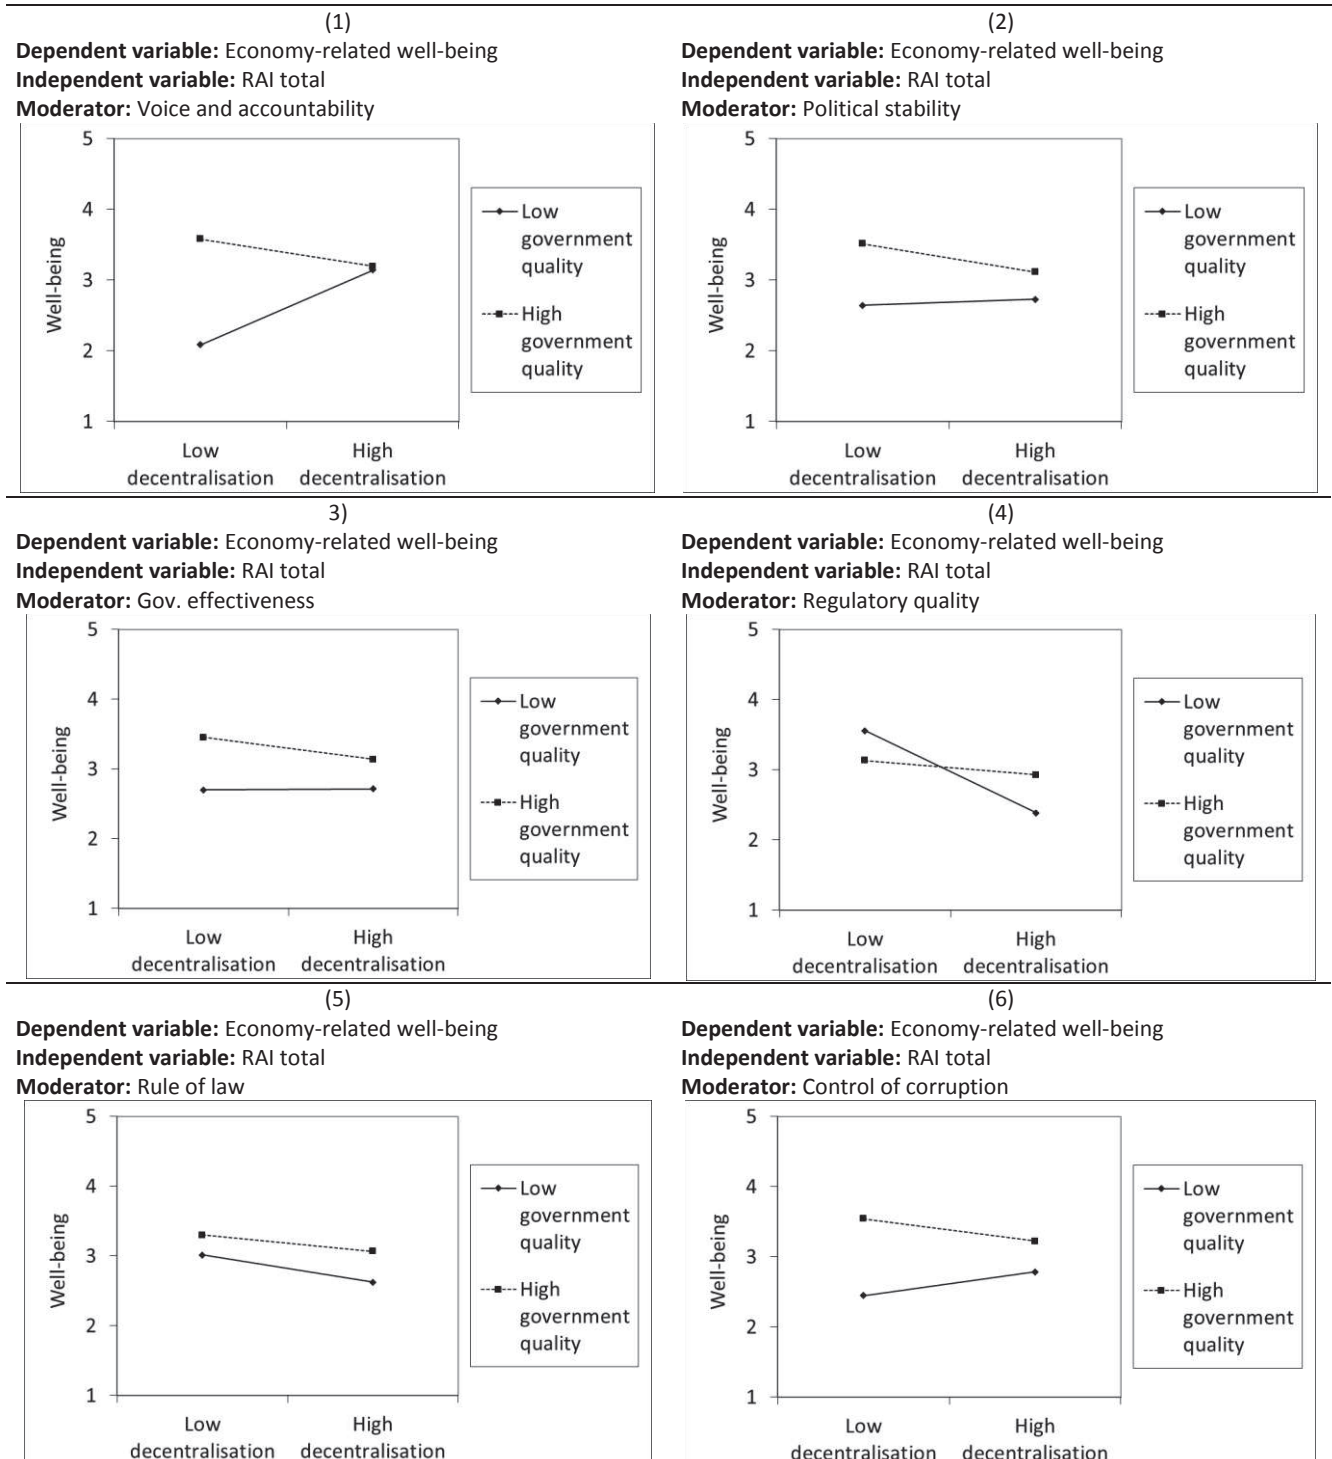 (1)
Dependent variable: Economy-related well-being
Independent variable: RAI total
Moderator: Voice and accountability
5
4
3
2
1
Well-being
Low
decentralisation
High
decentralisation
Low
government
quality
High
government
quality
(2)
Dependent variable: Economy-related well-being
Independent variable: RAI total
Moderator: Political stability
5
4
3
2
1
Well-being
Low
decentralisation
High
decentralisation
Low
government
quality
High
government
quality
3)
Dependent variable: Economy-related well-being
Independent variable: RAI total
Moderator: Gov. effectiveness
5
4
3
2
1
Well-being
Low
decentralisation
High
decentralisation
Low
government
quality
High
government
quality
(4)
Dependent variable: Economy-related well-being
Independent variable: RAI total
Moderator: Regulatory quality
5
4
3
2
1
Well-being
Low
decentralisation
High
decentralisation
Low
government
quality
High
government
quality
(5)
Dependent variable: Economy-related well-being
Independent variable: RAI total
Moderator: Rule of law
5
4
3
2
1
Well-being
Low
decentralisation
High
decentralisation
Low
government
quality
High
government
quality
(6)
Dependent variable: Economy-related well-being
Independent variable: RAI total
Moderator: Control of corruption
5
4
3
2
1
Well-being
Low
decentralisation
High
decentralisation
Low
government
quality
High
government
quality